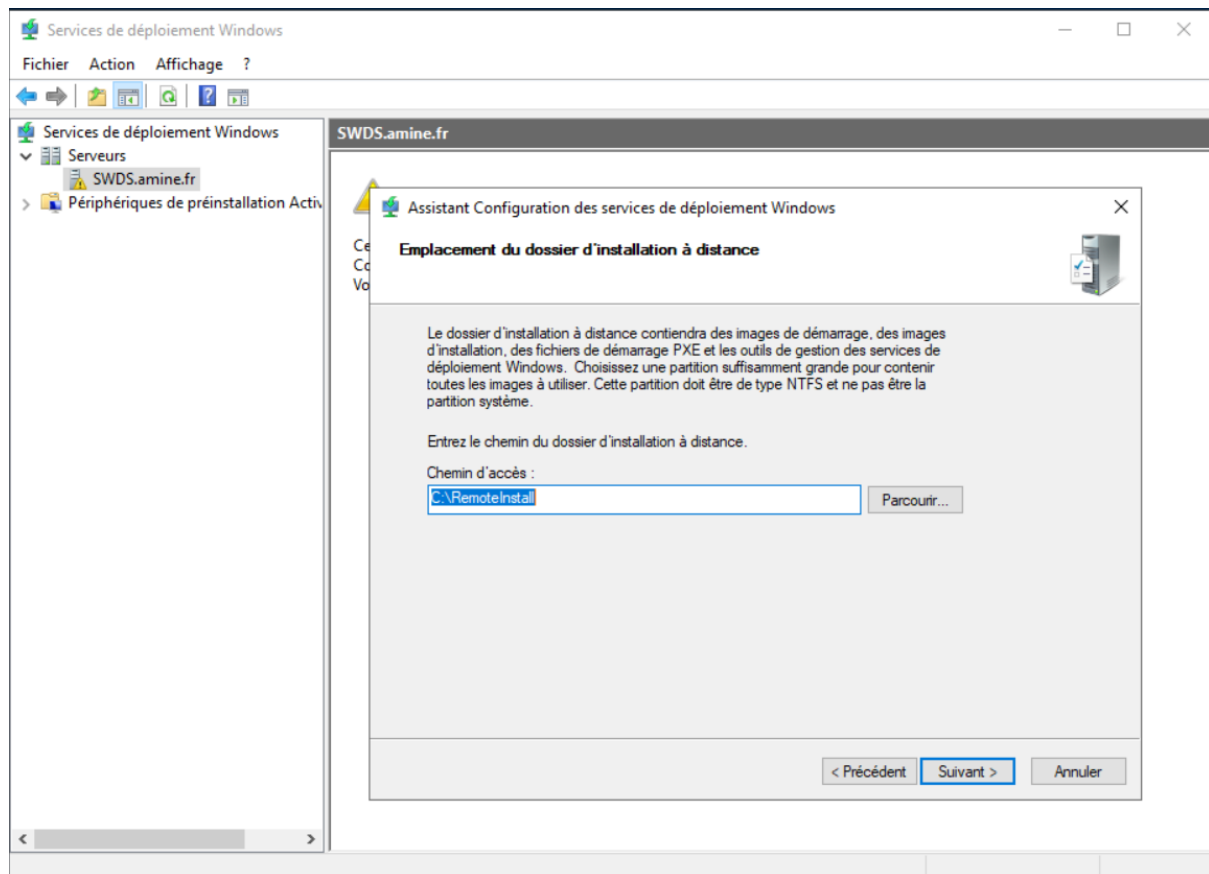 Services de déploiement Windows
Fichier Action Affichage ?
Services de déploiement Windows
Serveurs
SWDS.amine.fr
Périphériques de préinstallation Activ
SWDS.amine.fr
Ce
Co
Vo
Assistant Configuration des services de déploiement Windows
Emplacement du dossier d'installation à distance
Le dossier d'installation à distance contiendra des images de démarrage, des images
d'installation, des fichiers de démarrage PXE et les outils de gestion des services de
déploiement Windows. Choisissez une partition suffisamment grande pour contenir
toutes les images à utiliser. Cette partition doit être de type NTFS et ne pas être la
partition système.
Entrez le chemin du dossier d'installation à distance.
Chemin d'accès :
C:\RemoteInstall
Parcourir...
< Précédent
Suivant >
Annuler